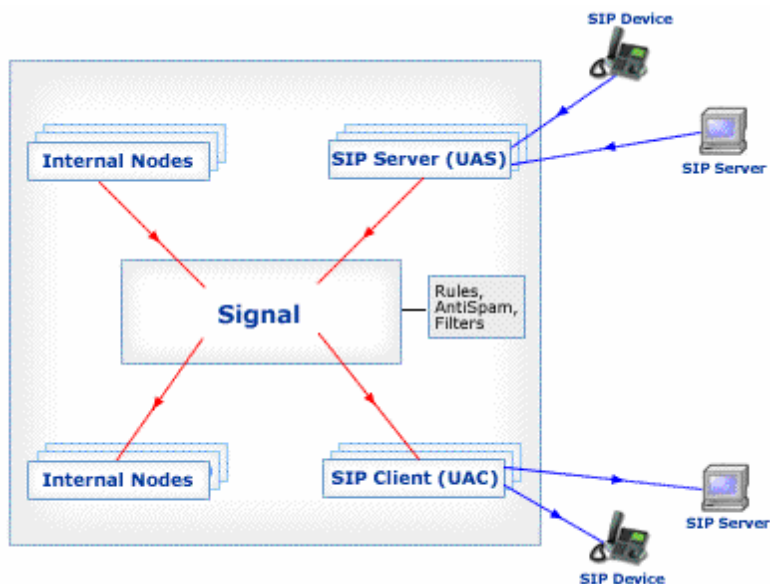 SIP Device
Internal Nodes
SIP Server (UAS)
SIP Server
Signal
Rules,
AntiSpam,
Filters
Internal Nodes
SIP Client (UAC)
SIP Server
SIP Device